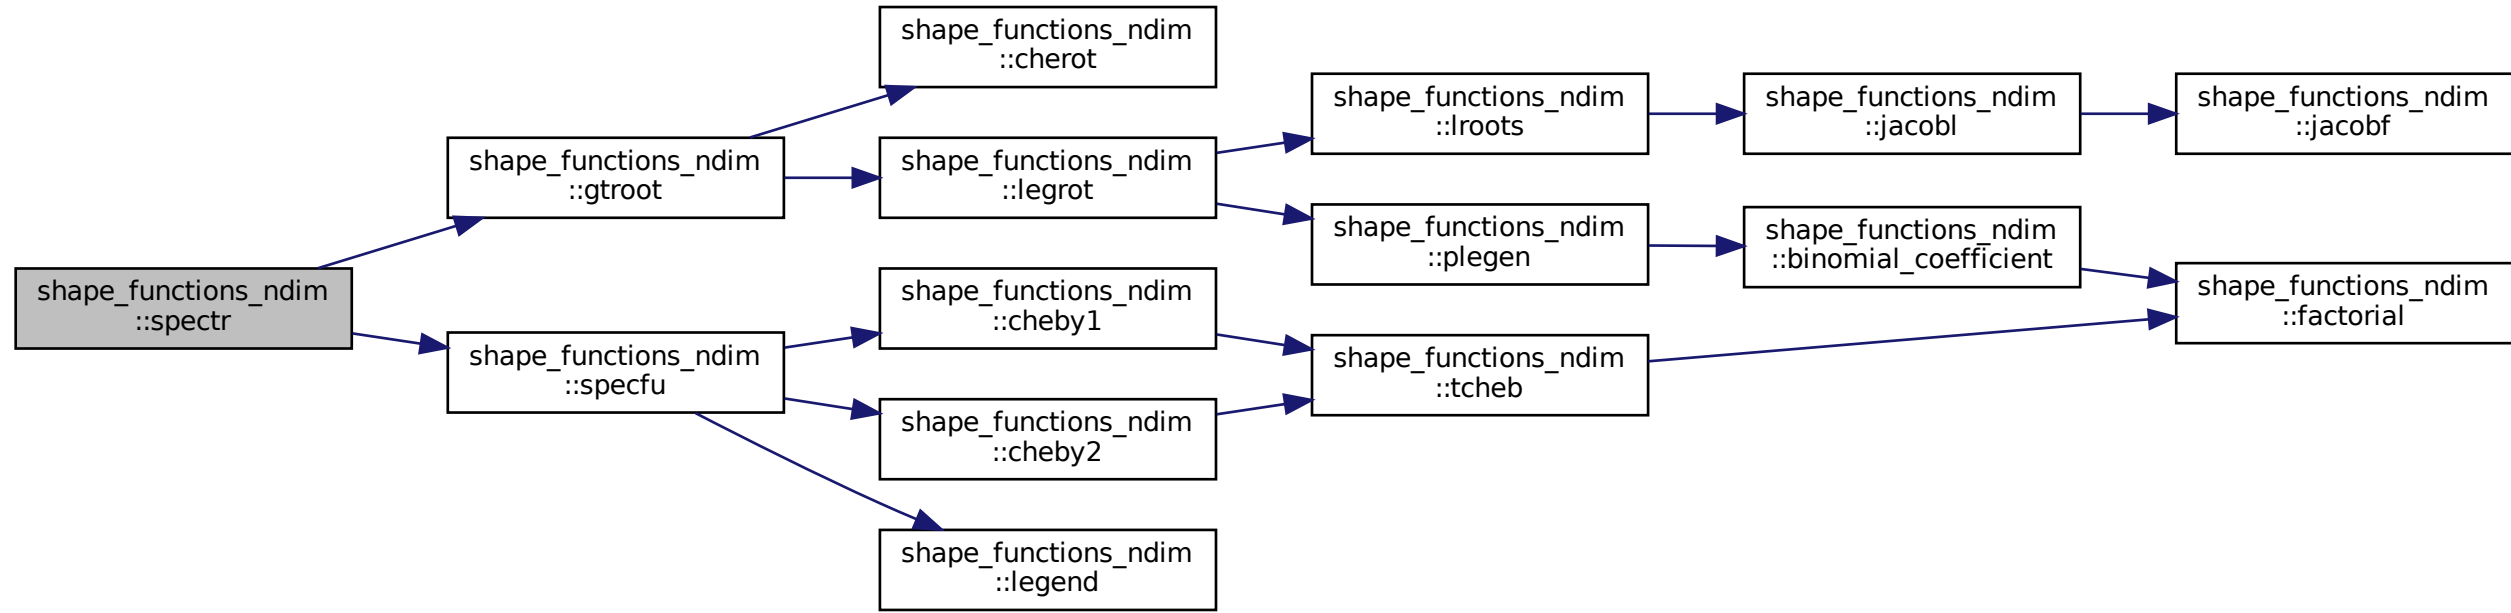 shape_functions_ndim
::spectr
shape_functions_ndim
::gtroot
shape_functions_ndim
::specfu
shape_functions_ndim
::cherot
shape_functions_ndim
::legrot
shape_functions_ndim
::cheby1
shape_functions_ndim
::cheby2
shape_functions_ndim
::legend
shape_functions_ndim
::lroots
shape_functions_ndim
::plegen
shape_functions_ndim
::tcheb
shape_functions_ndim
::jacobl
shape_functions_ndim
::binomial_coefficient
shape_functions_ndim
::jacobf
shape_functions_ndim
::factorial